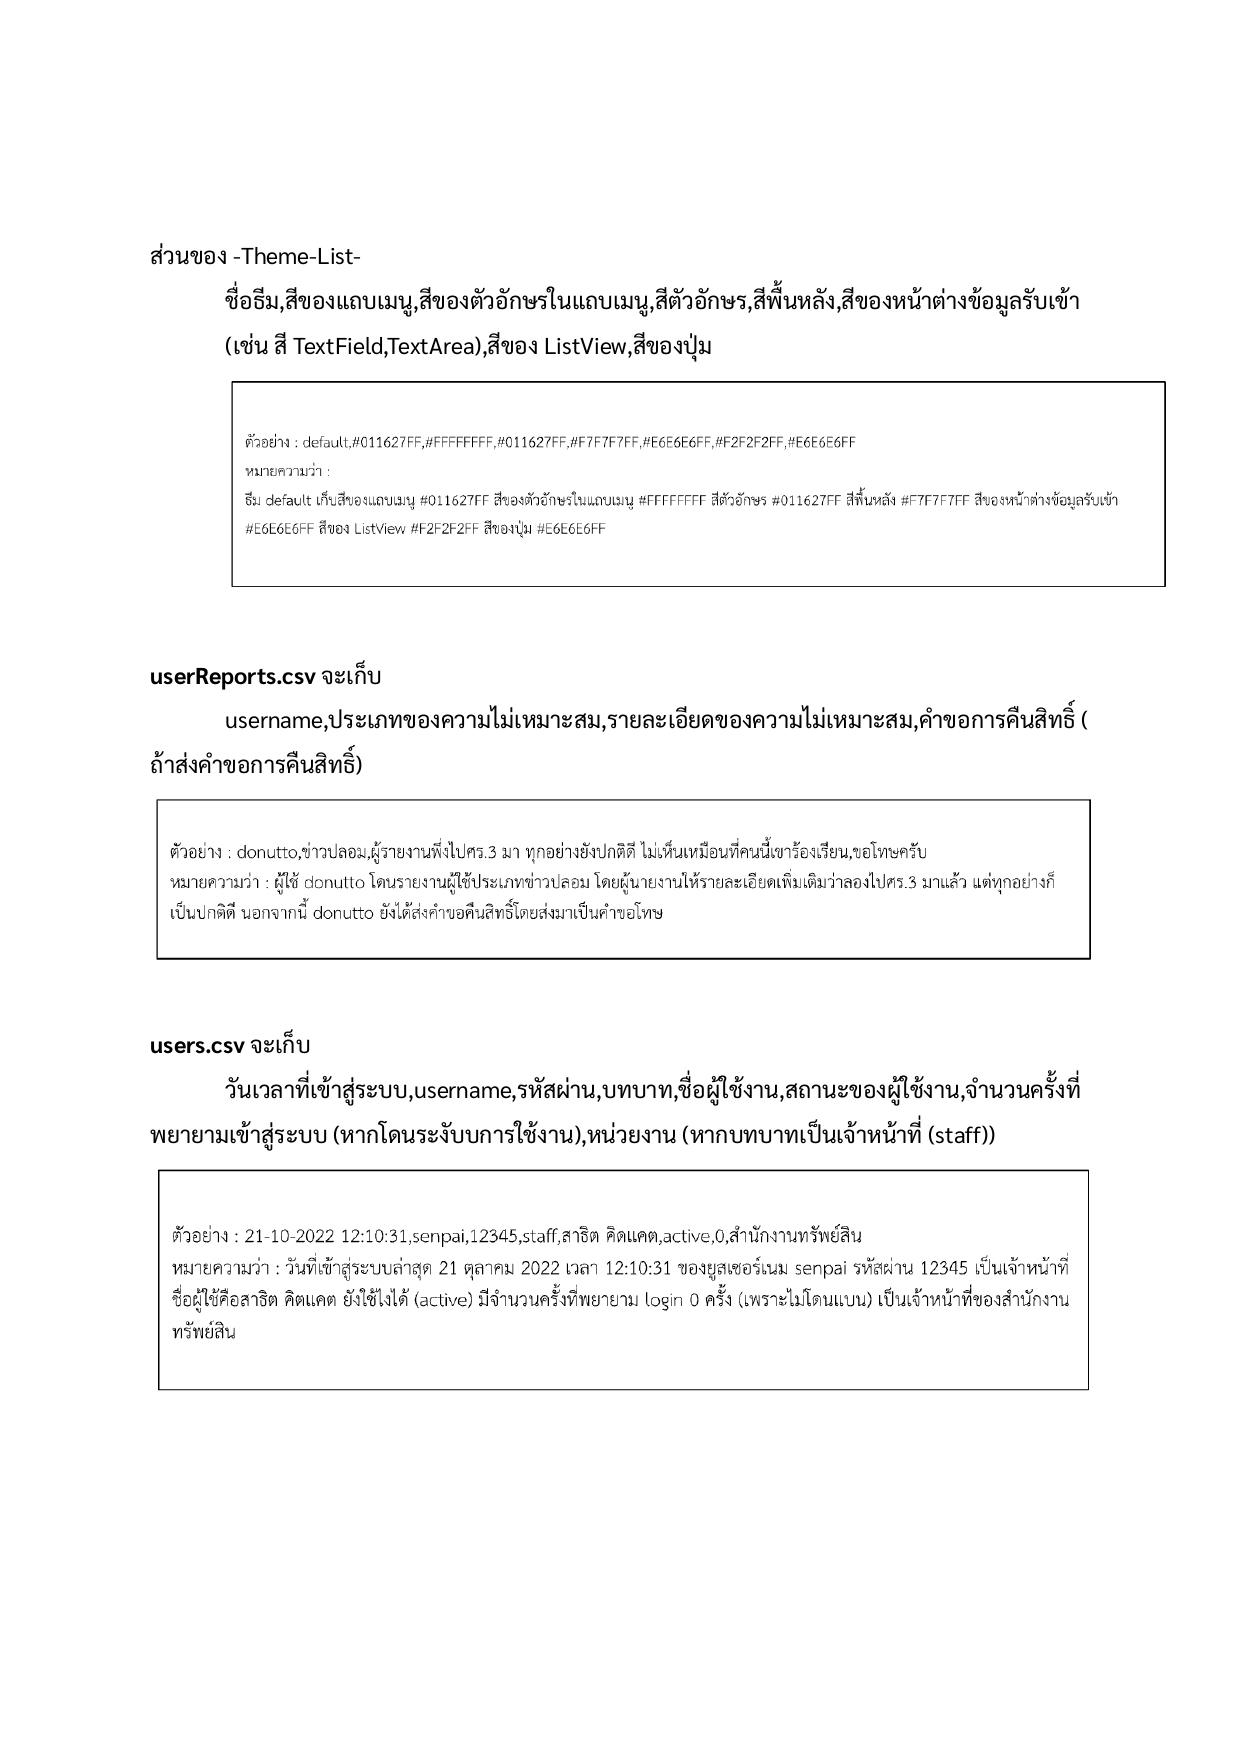 ส่วนของ -Theme-List-
ชื่อธีม,สีของแถบเมนู,สีของตัวอักษรในแถบเมนู,สีตัวอักษร,สีพื้นหลัง,สีของหน้าต่างข้อมูลรับเข้า
(เช่น สี TextField,TextArea),สีของ ListView,สีของปุ่ม
ตัวอย่าง : default,#011627FF,#FFFFFFFF,#011627FF,#F7F7F7FF,#E6E6E6FF,#F2F2F2FF,#E6E6E6FF
หมายความว่า :
ธีม default เก็บสีของแถบเมนู #011627FF สีของตัวอักษรในแถบเมนู #FFFFFFFF สีตัวอักษร #011627FF สีพื้นหลัง #F7F7F7FF สีของหน้าต่างข้อมูลรับเข้า
#E6E6E6FF สีของ ListView #F2F2F2FF สีของปุ่ม #E6E6E6FF
userReports.csv จะเก็บ
username,ประเภทของความไม่เหมาะสม,รายละเอียดของความไม่เหมาะสม,คำขอการคืนสิทธิ์ (
ถ้าส่งคำขอการคืนสิทธิ์)
ตัวอย่าง : donutto,ข่าวปลอม,ผู้รายงานพึ่งไปศร.3 มา ทุกอย่างยังปกติดี ไม่เห็นเหมือนที่คนนี้เขาร้องเรียน,ขอโทษครับ
หมายความว่า : ผู้ใช้ donutto โดนรายงานผู้ใช้ประเภทข่าวปลอม โดยผู้นายงานให้รายละเอียดเพิ่มเติมว่าลองไปศร.3 มาแล้ว แต่ทุกอย่างก็
เป็นปกติดี นอกจากนี้ donutto ยังได้ส่งคำขอคืนสิทธิ์โดยส่งมาเป็นคำขอโทษ
users.csv จะเก็บ
วันเวลาที่เข้าสู่ระบบ,username,รหัสผ่าน,บทบาท,ชื่อผู้ใช้งาน,สถานะของผู้ใช้งาน,จำนวนครั้งที่
พยายามเข้าสู่ระบบ (หากโดนระงับบการใช้งาน),หน่วยงาน (หากบทบาทเป็นเจ้าหน้าที่ (staff))
ตัวอย่าง : 21-10-2022 12:10:31,senpai,12345,staff,สาธิต คิดแคต,active,0,สำนักงานทรัพย์สิน
หมายความว่า : วันที่เข้าสู่ระบบล่าสุด 21 ตุลาคม 2022 เวลา 12:10:31 ของยูสเซอร์เนม senpai รหัสผ่าน 12345 เป็นเจ้าหน้าที่
ชื่อผู้ใช้คือสาธิต คิตแคต ยังใช้ไงได้ (active) มีจำนวนครั้งที่พยายาม login 0 ครั้ง (เพราะไม่โดนแบน) เป็นเจ้าหน้าที่ของสำนักงาน
ทรัพย์สิน